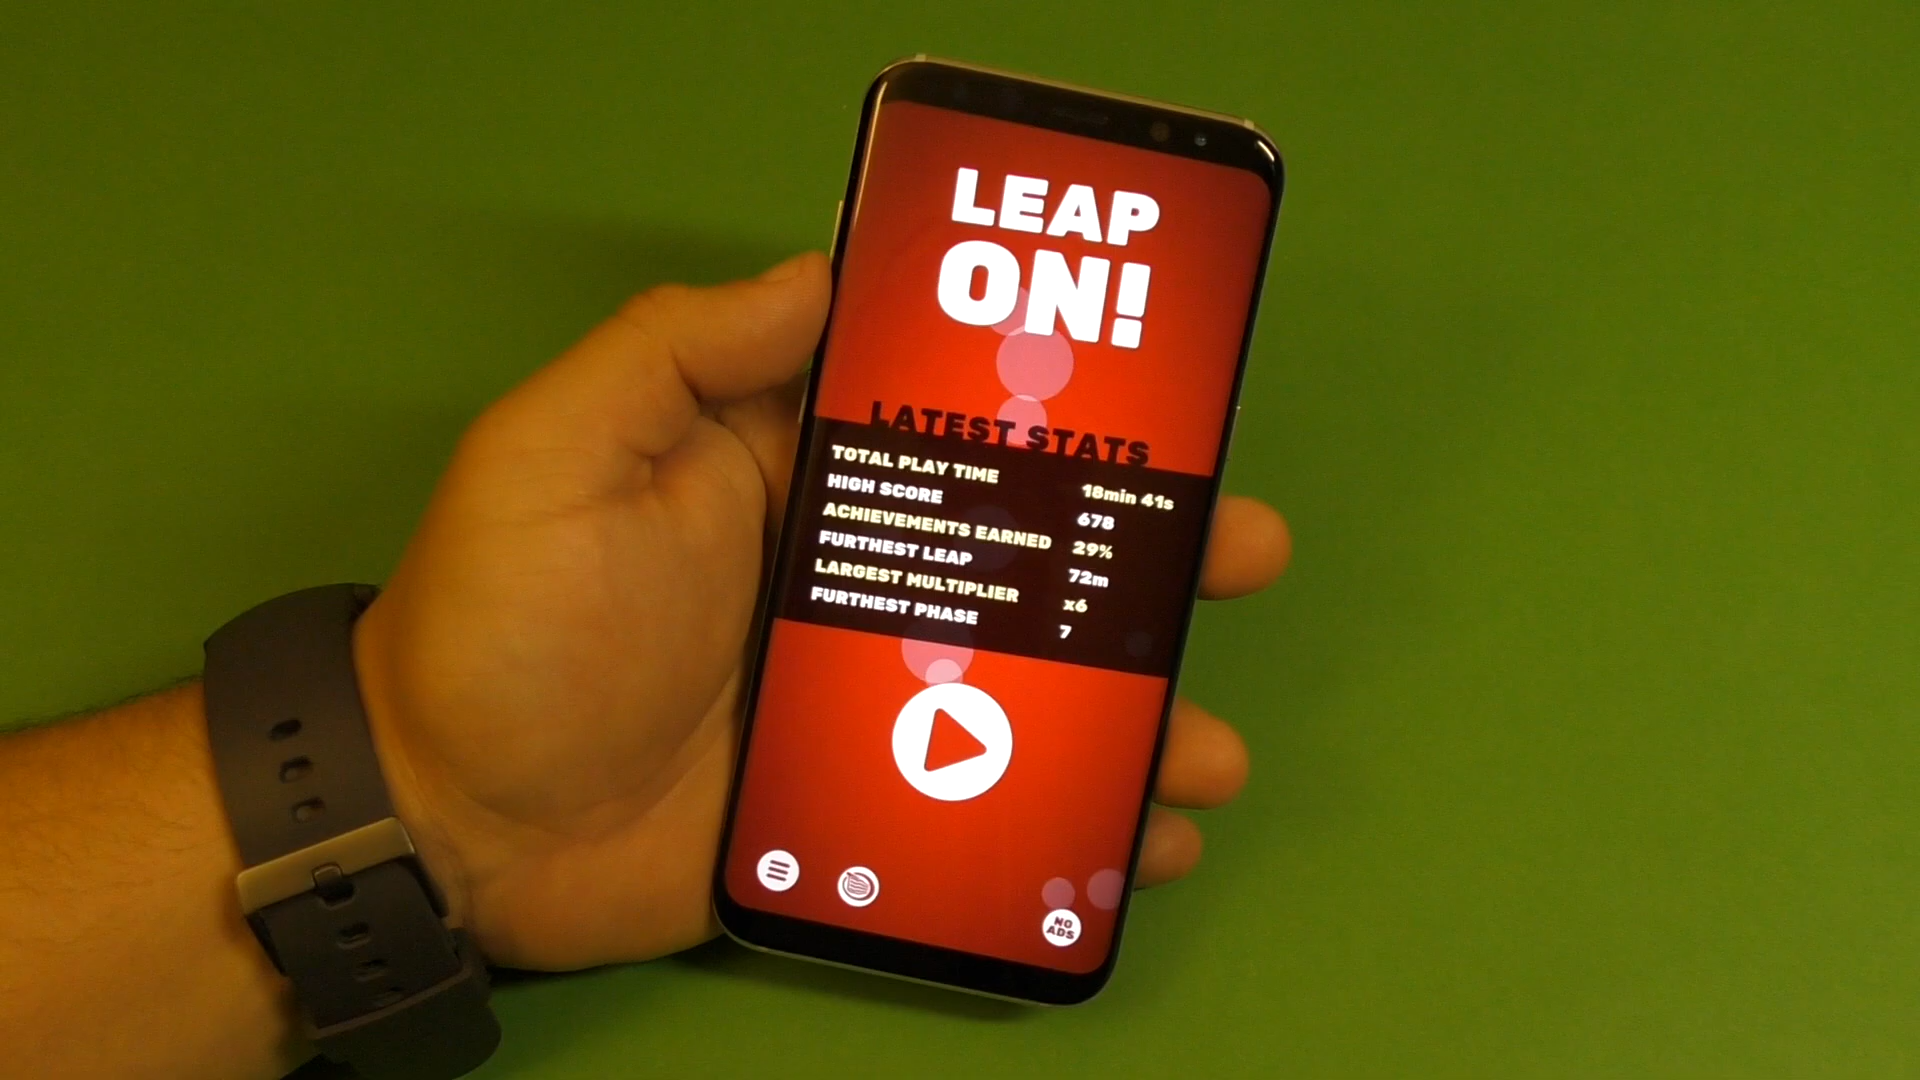 LEAP
ON!
LATEST STATS
TOTAL PLAY TIME 18min 41s
HIGH SCORE 678
ACHIEVEMENTS EARNED 29%
FURTHEST LEAP 72m
LARGEST MULTIPLIER x6
FURTHEST PHASE 7
NO
ADS